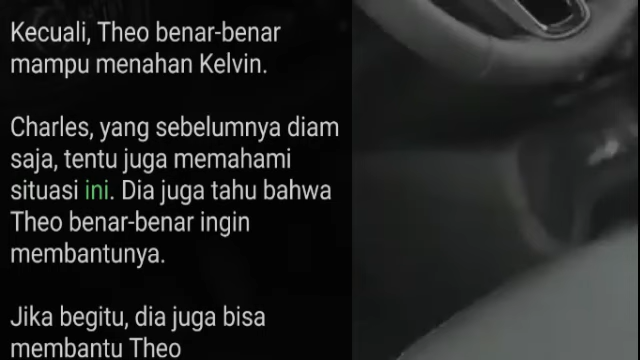 Kecuali, Theo benar-benar
mampu menahan Kelvin.
Charles, yang sebelumnya diam
saja, tentu juga memahami
situasi ini. Dia juga tahu bahwa
Theo benar-benar ingin
membantunya.
Jika begitu, dia juga bisa
membantu Theo